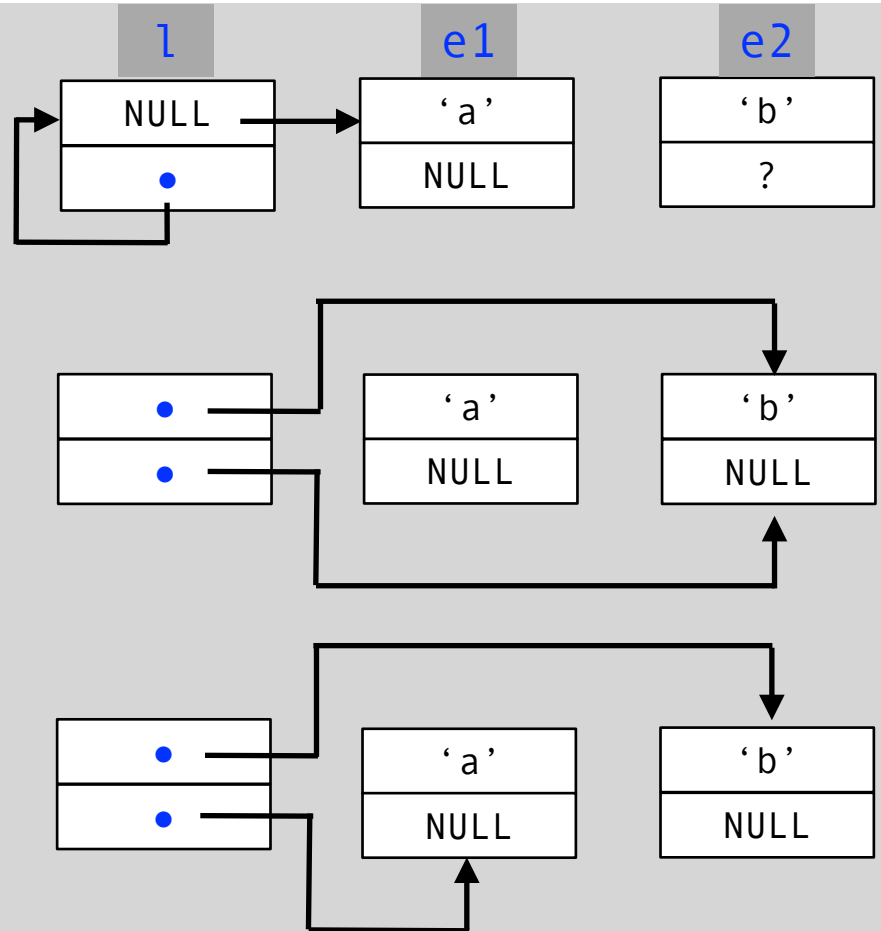 l e1 e2
NULL ‘a’ ‘b’
NULL ?
‘a’ ‘b’
NULL NULL
‘a’ ‘b’
NULL NULL